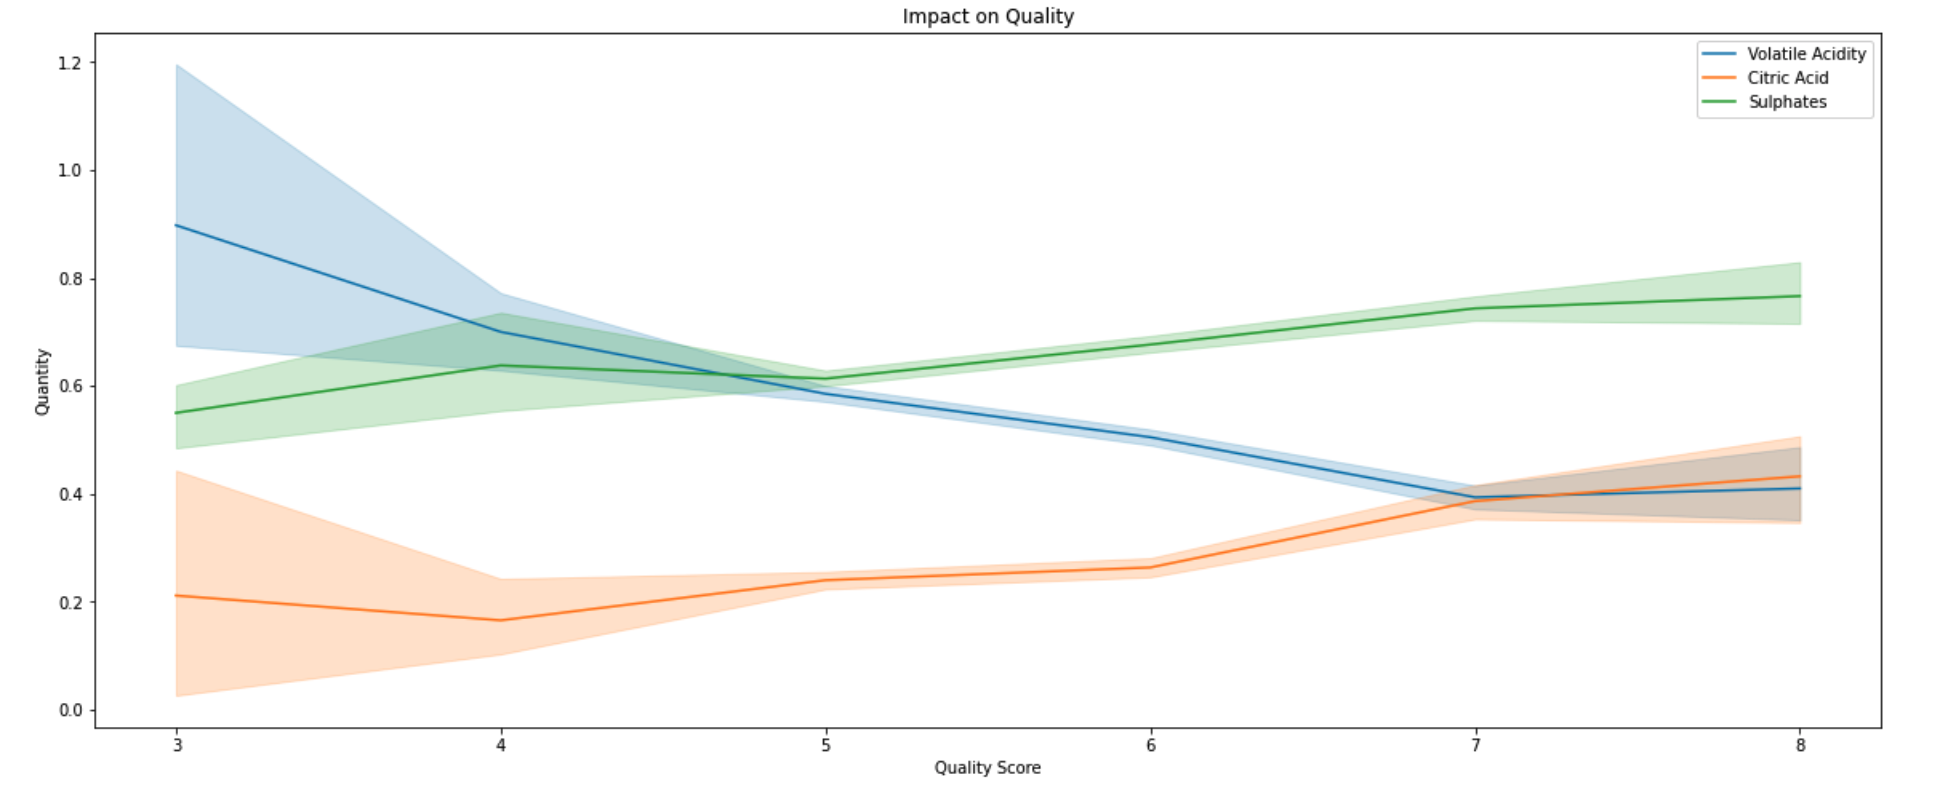 Impact on Quality
Volatile Acidity
Citric Acid
Sulphates
1.2
1.0
0.8
0.6
0.4
0.2
0.0
Quantity
3 4 5 6 7 8
Quality Score